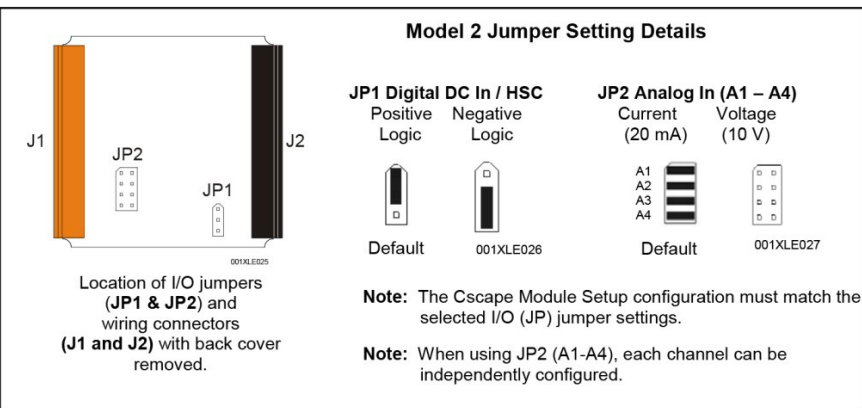 Model 2 Jumper Setting Details
J1
JP2
JP1
J2
001XLE025
Location of I/O jumpers
(JP1 & JP2) and
wiring connectors
(J1 and J2) with back cover
removed.
JP1 Digital DC In / HSC
Positive Negative
Logic Logic
Default 001XLE026
JP2 Analog In (A1 – A4)
Current Voltage
(20 mA) (10 V)
A1
A2
A3
A4
Default 001XLE027
Note: The Cscape Module Setup configuration must match the
selected I/O (JP) jumper settings.
Note: When using JP2 (A1-A4), each channel can be
independently configured.